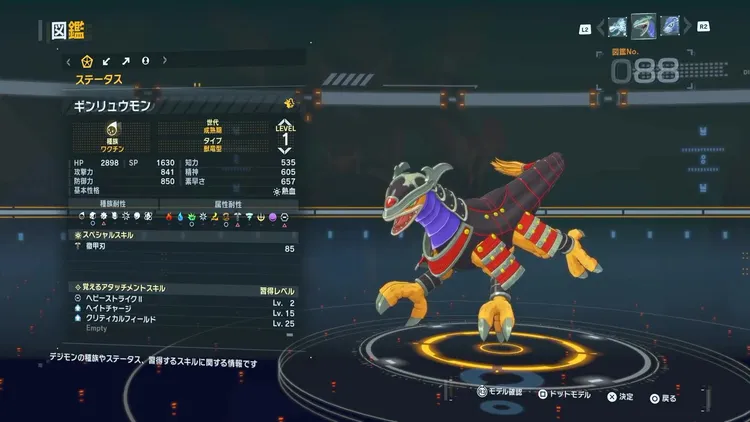 図鑑
L2
R2
図鑑No.
088
ステータス
ギンリュウモン
種族
ワクチン
世代
成熟期
タイプ
獣竜型
LEVEL
1
HP 2898 SP 1630 知力 535
攻撃力 841 精神 605
防御力 850 素早さ 657
基本性格 熱血
種族耐性 属性耐性
スペシャルスキル
徹甲刃 85
覚えるアタッチメントスキル 習得レベル
ヘビーストライクⅡ Lv. 2
ヘイトチャージ Lv. 15
クリティカルフィールド Lv. 25
Empty
デジモンの種族やステータス、習得するスキルに関する情報です
R3 モデル確認 ドットモデル 決定 戻る